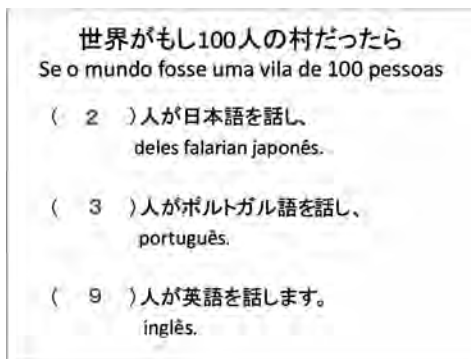 世界がもし100人の村だったら
Se o mundo fosse uma vila de 100 pessoas
( 2 )人が日本語を話し、
deles falarian japonês.
( 3 )人がポルトガル語を話し、
português.
( 9 )人が英語を話します。
inglês.